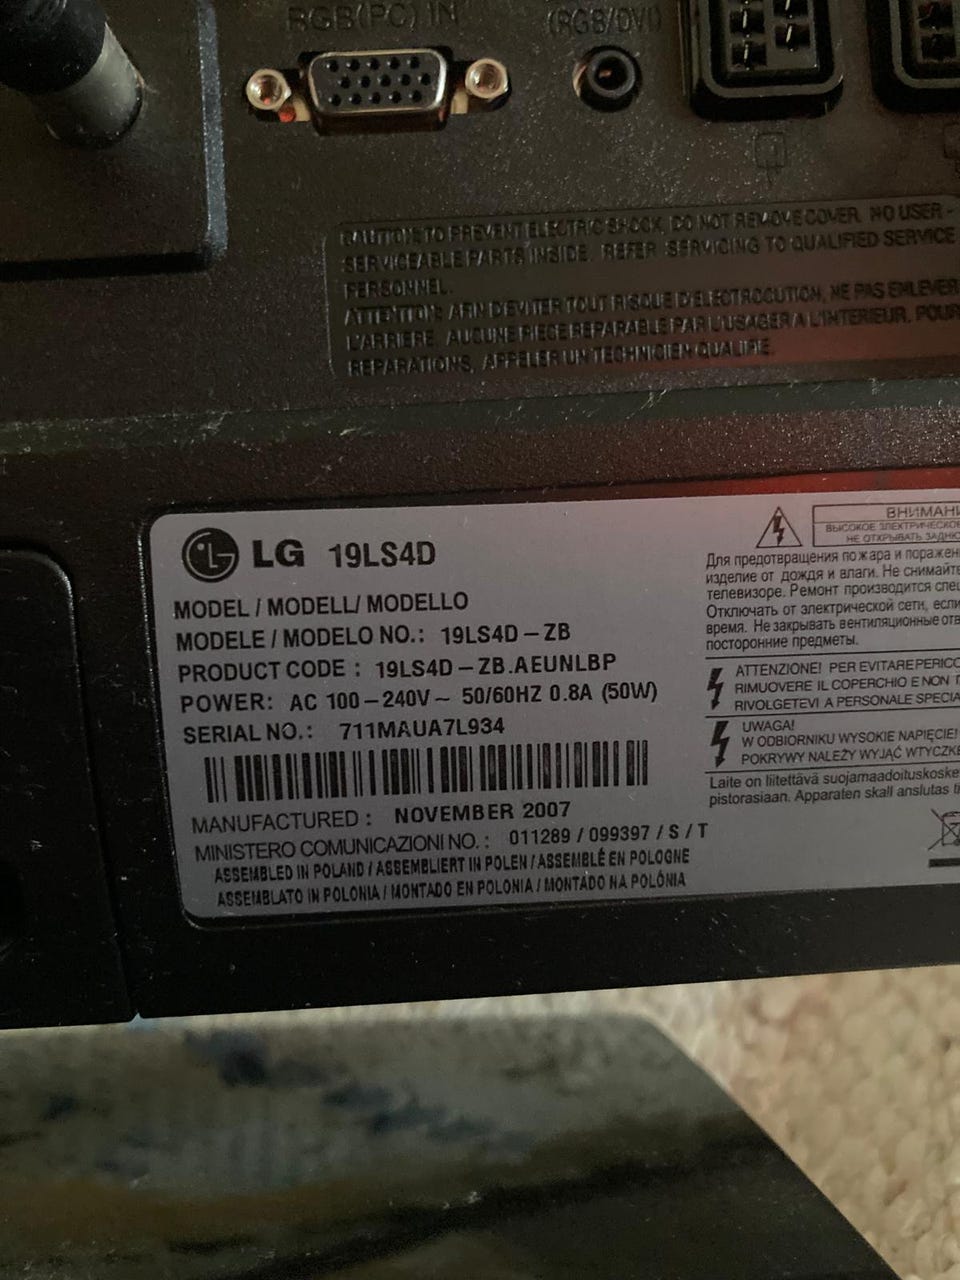 RGB(PC) IN
(RGB/DVI)
CAUTION: TO PREVENT ELECTRIC SHOCK, DO NOT REMOVE COVER. NO USER -
SERVICEABLE PARTS INSIDE. REFER SERVICING TO QUALIFIED SERVICE
PERSONNEL.
ATTENTION: AFIN D'EVITER TOUT RISQUE D'ELECTROCUTION, NE PAS ENLEVER
L'ARRIERE. AUCUNE PIECE REPARABLE PAR L'USAGER A L'INTERIEUR. POUR
REPARATIONS, APPELER UN TECHNICIEN QUALIFIE.
LG 19LS4D
MODEL / MODELL/ MODELLO
MODELE / MODELO NO.: 19LS4D – ZB
PRODUCT CODE : 19LS4D – ZB.AEUNLBP
POWER: AC 100 – 240V ~ 50/60HZ 0.8A (50W)
SERIAL NO.: 711MAUA7L934
MANUFACTURED : NOVEMBER 2007
MINISTERO COMUNICAZIONI NO. : 011289 / 099397 / S / T
ASSEMBLED IN POLAND / ASSEMBLIERT IN POLEN / ASSEMBLÉ EN POLOGNE
ASSEMBLATO IN POLONIA / MONTADO EN POLONIA / MONTADO NA POLÓNIA
ВНИМАНИ
ВЫСОКОЕ ЭЛЕКТРИЧЕСКОЕ
НЕ ОТКРЫВАТЬ ЗАДНЮ
Для предотвращения пожара и поражен
изделие от дождя и влаги. Не снимайте
телевизоре. Ремонт производится спец
Отключать от электрической сети, если
время. Не закрывать вентиляционные отв
посторонние предметы.
ATTENZIONE! PER EVITARE PERICO
RIMUOVERE IL COPERCHIO E NON T
RIVOLGETEVI A PERSONALE SPECIA
UWAGA!
W ODBIORNIKU WYSOKIE NAPIĘCIE!
POKRYWY NALEŻY WYJĄĆ WTYCZKĘ
Laite on liitettävä suojamaadoituskoske
pistorasiaan. Apparaten skall anslutas ti